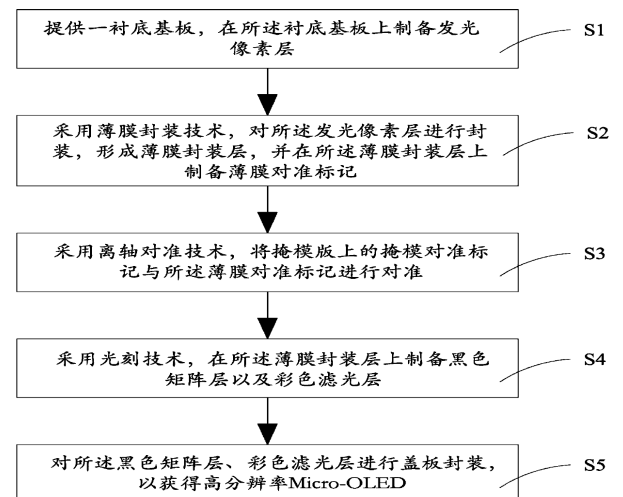 提供一衬底基板，在所述衬底基板上制备发光
像素层
S1
采用薄膜封装技术，对所述发光像素层进行封
装，形成薄膜封装层，并在所述薄膜封装层上
制备薄膜对准标记
S2
采用离轴对准技术，将掩模版上的掩模对准标
记与所述薄膜对准标记进行对准
S3
采用光刻技术，在所述薄膜封装层上制备黑色
矩阵层以及彩色滤光层
S4
对所述黑色矩阵层、彩色滤光层进行盖板封装，
以获得高分辨率Micro-OLED
S5